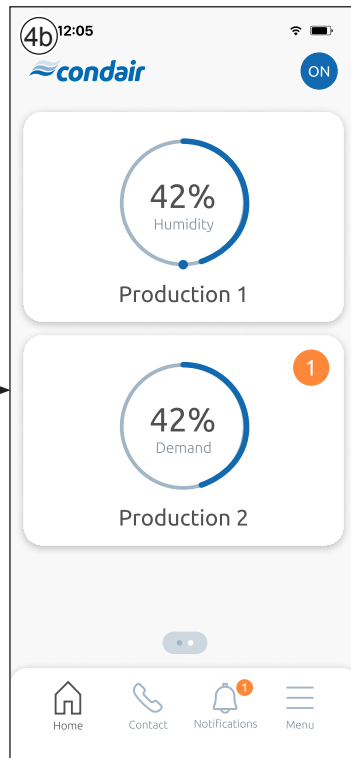 4b
12:05
condair
ON
42%
Humidity
Production 1
1
42%
Demand
Production 2
1
Home
Contact
Notifications
Menu